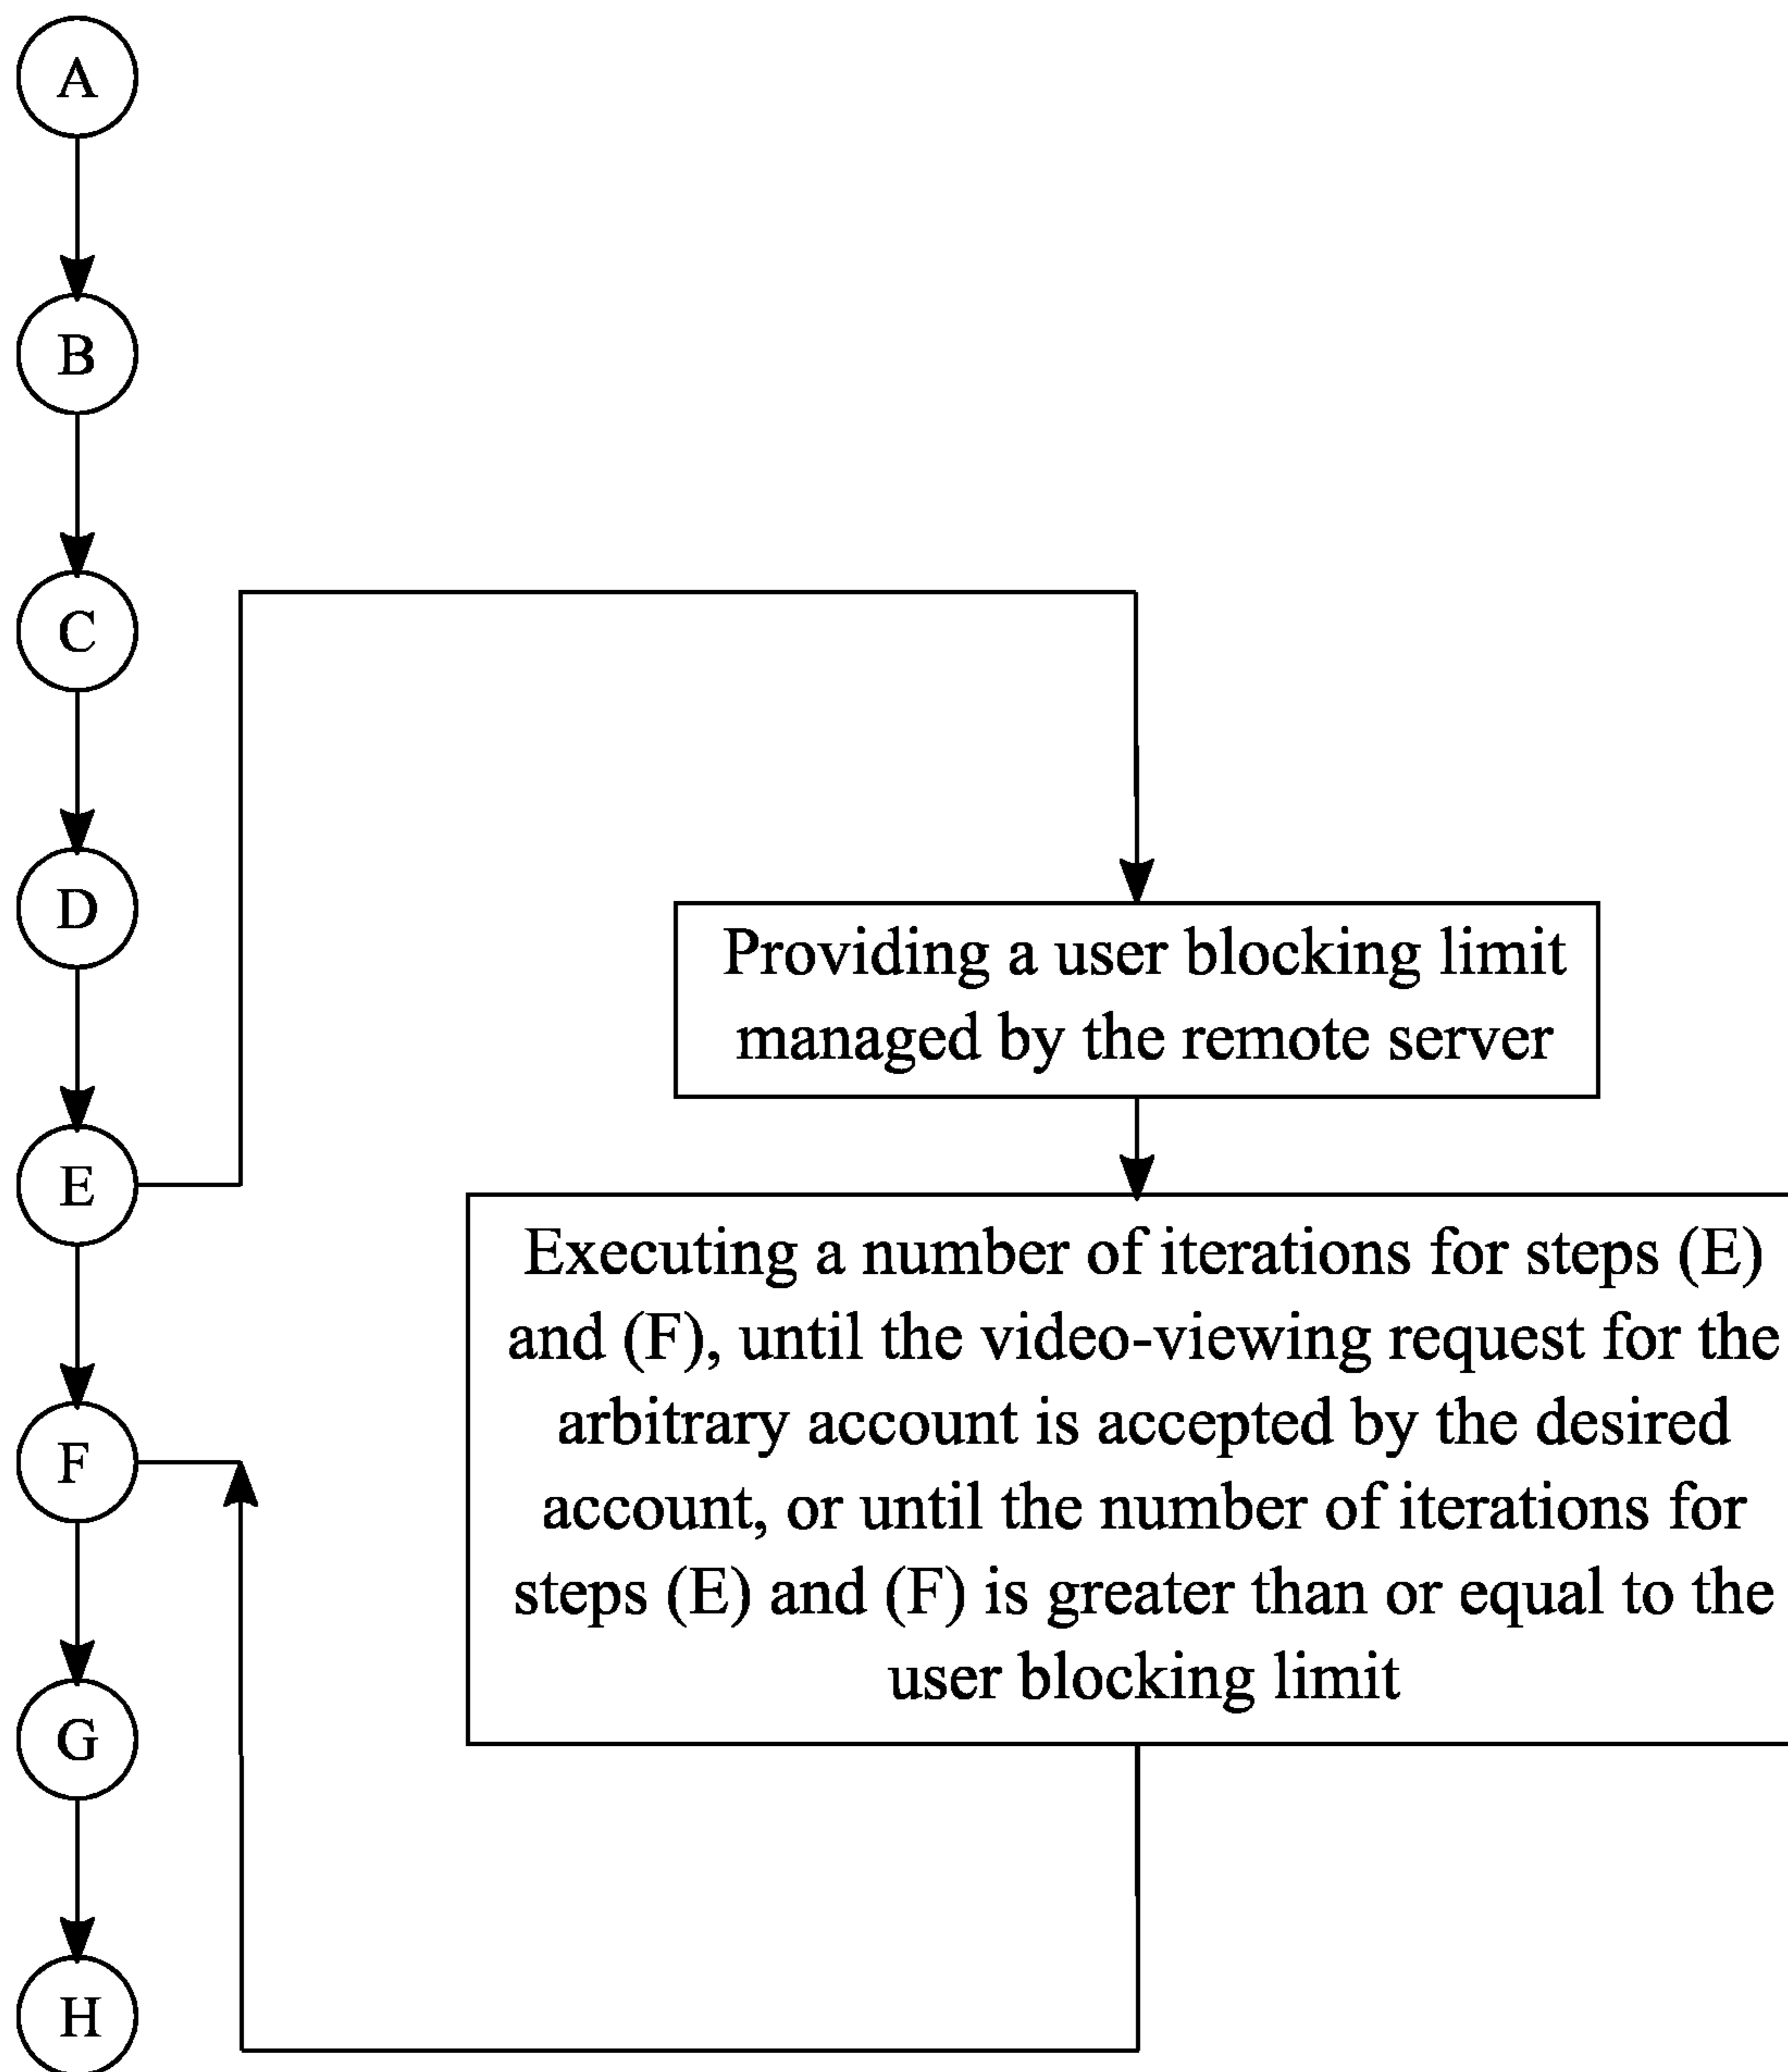 A
B
C
D
E
F
G
H
Providing a user blocking limit
managed by the remote server
Executing a number of iterations for steps (E)
and (F), until the video-viewing request for the
arbitrary account is accepted by the desired
account, or until the number of iterations for
steps (E) and (F) is greater than or equal to the
user blocking limit